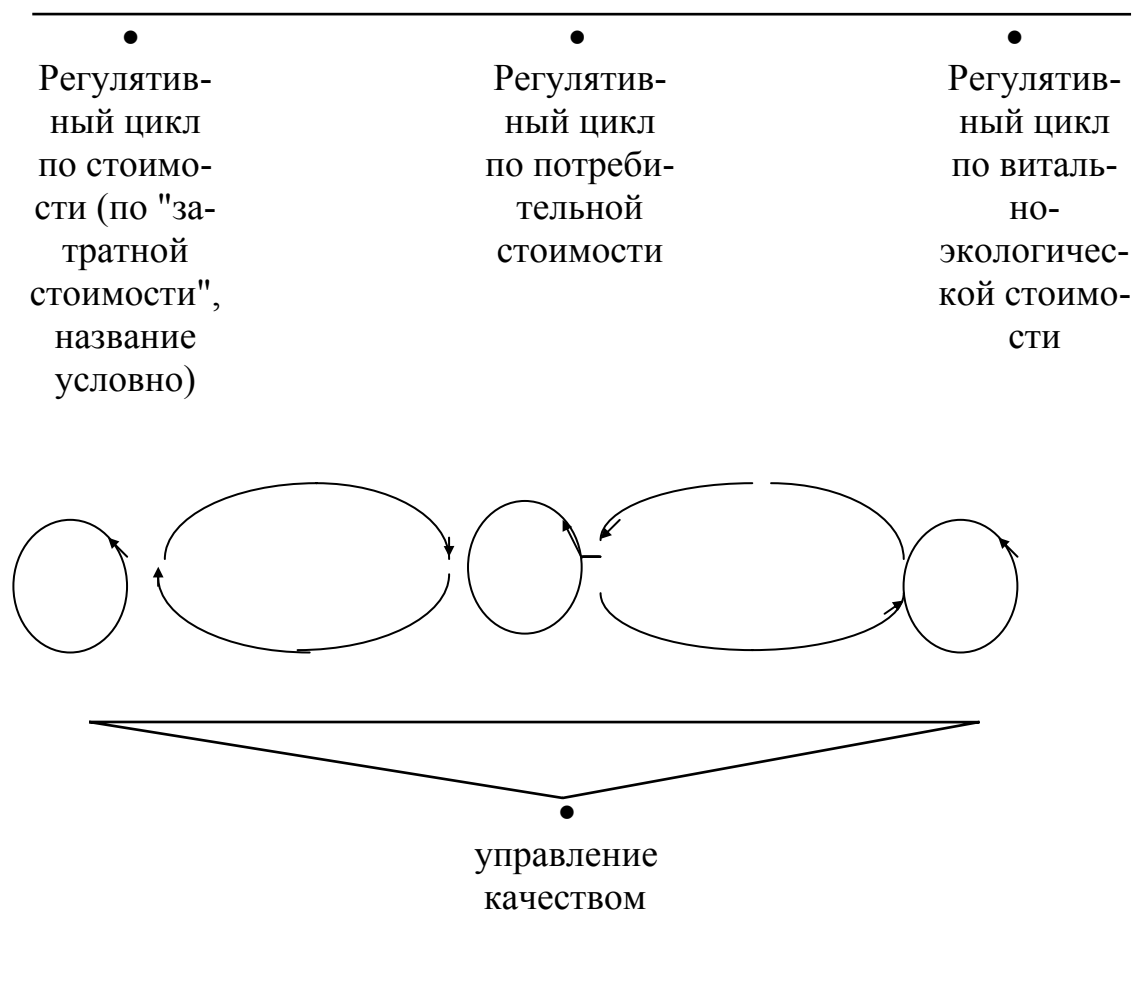 Регулятив-
ный цикл
по стоимо-
сти (по "за-
тратной
стоимости",
название
условно)
Регулятив-
ный цикл
по потреби-
тельной
стоимости
Регулятив-
ный цикл
по виталь-
но-
экологичес-
кой стоимо-
сти
управление
качеством